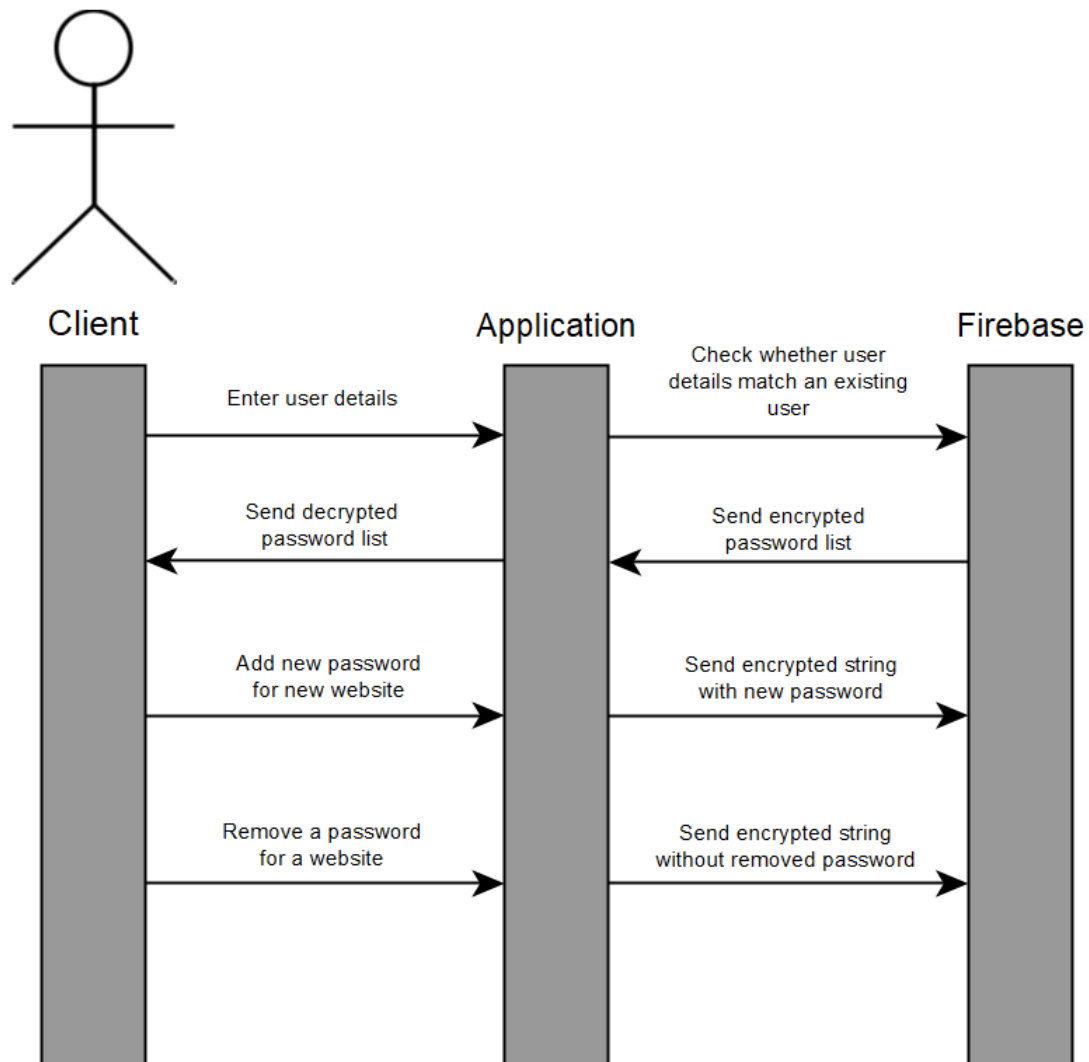 Client
Application
Firebase
Enter user details
Check whether user
details match an existing
user
Send decrypted
password list
Send encrypted
password list
Add new password
for new website
Send encrypted string
with new password
Remove a password
for a website
Send encrypted string
without removed password